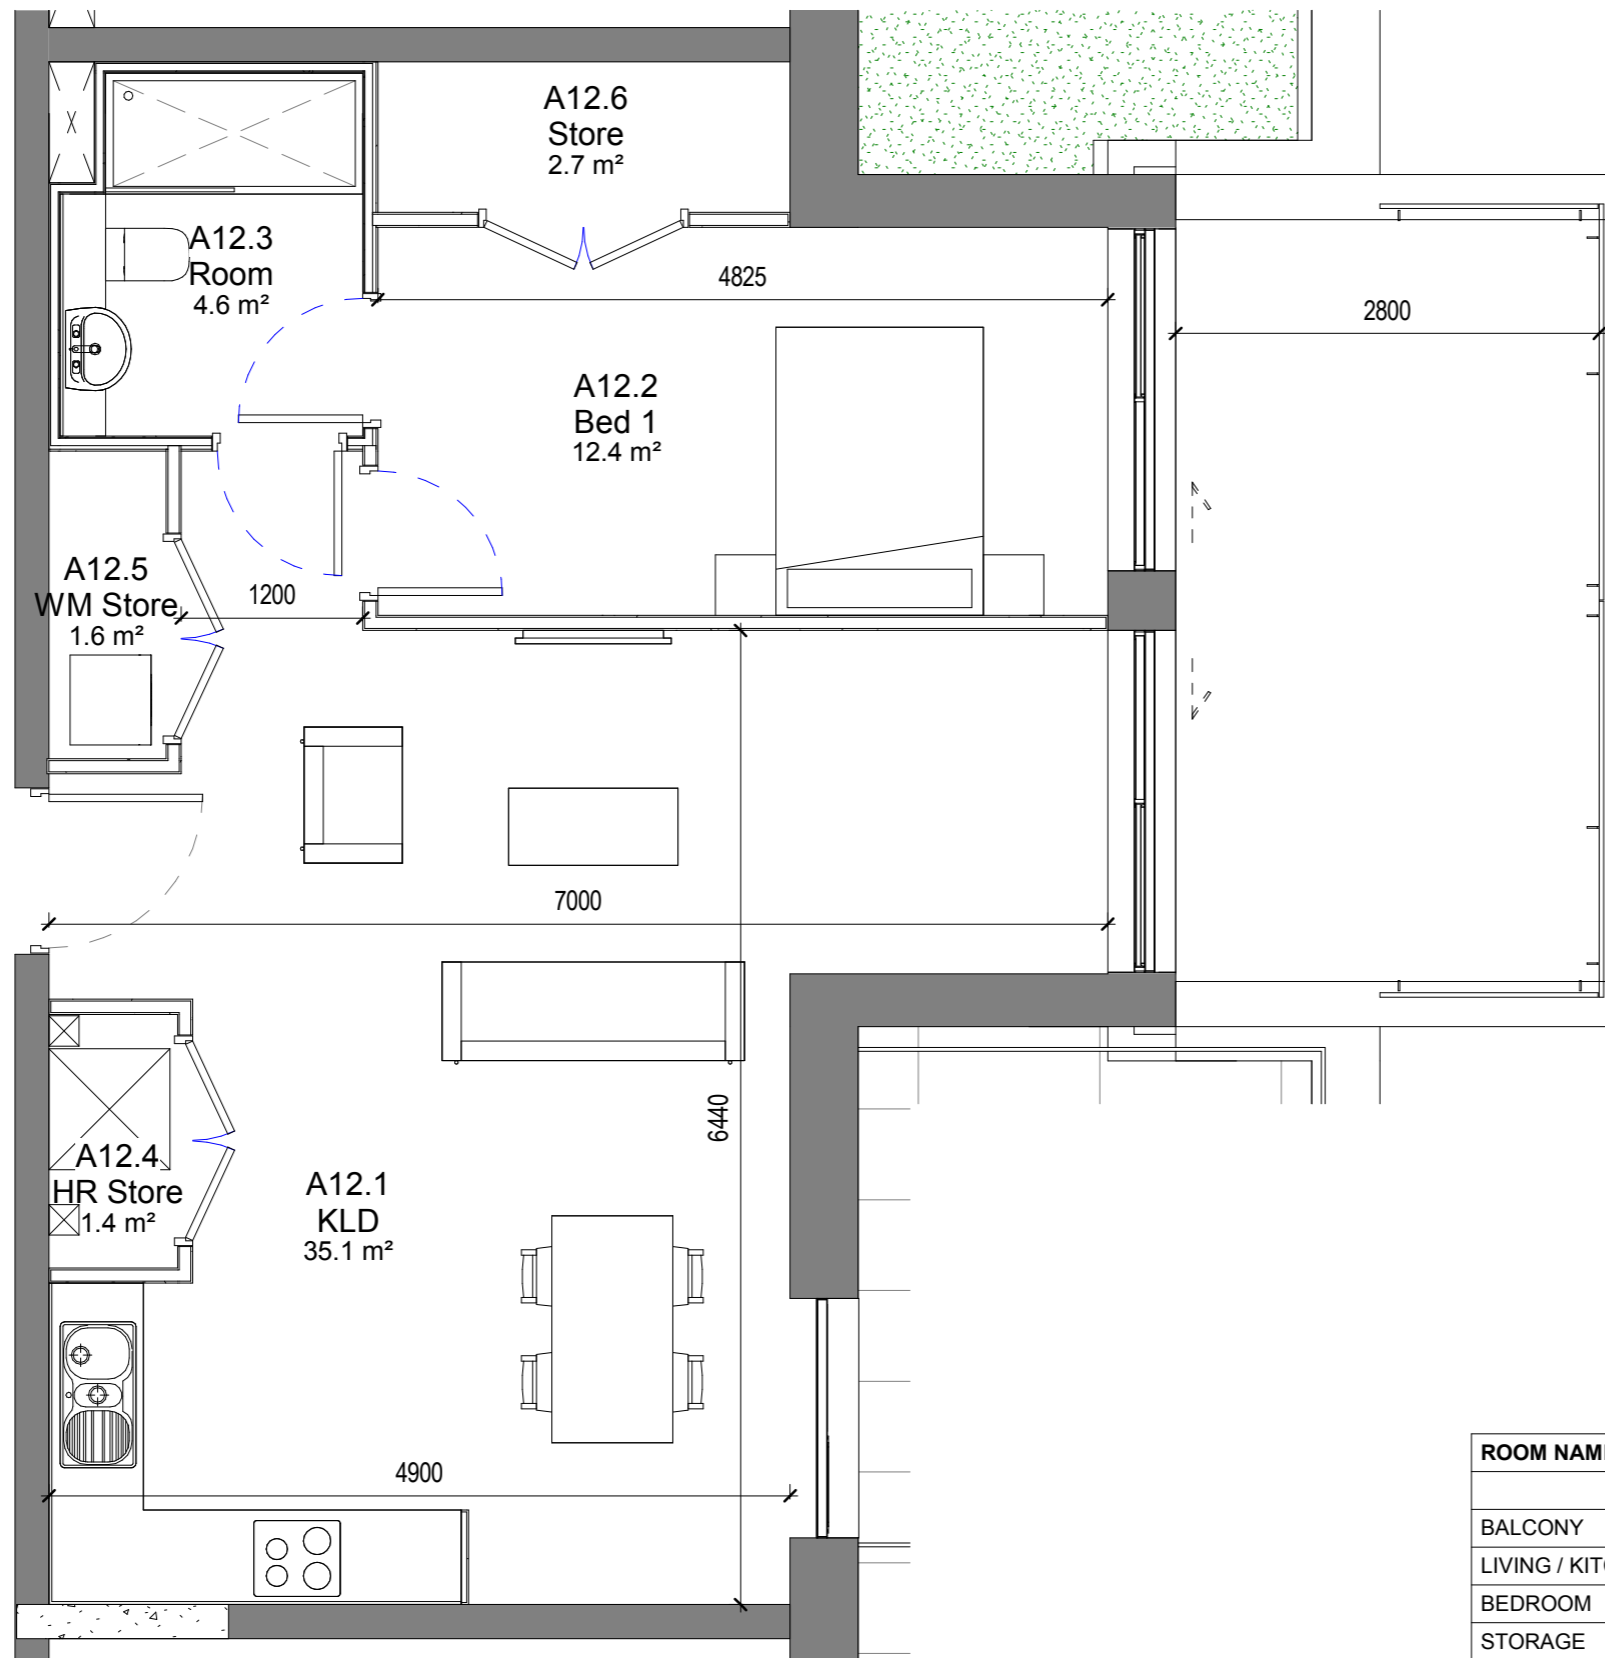 A12.6
Store
2.7 m²
A12.3
Room
4.6 m²
4825
2800
A12.2
Bed 1
12.4 m²
A12.5
WM Store
1.6 m²
1200
7000
6440
A12.4
HR Store
1.4 m²
A12.1
KLD
35.1 m²
4900
ROOM NAM
BALCONY
LIVING / KIT
BEDROOM
STORAGE